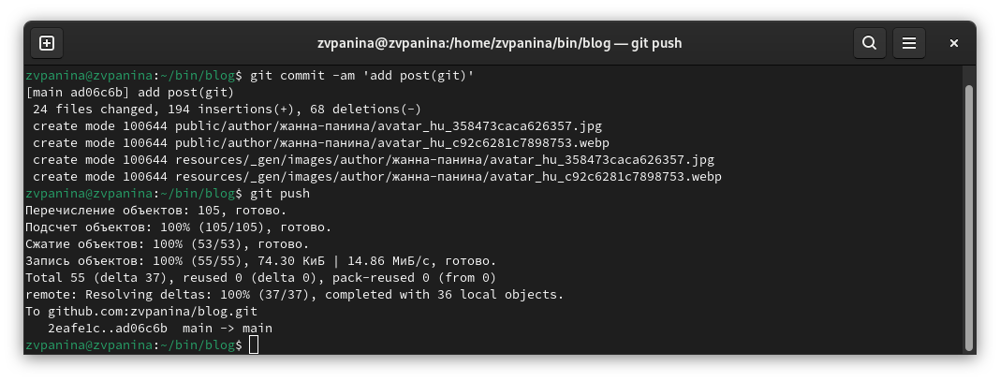 zvpanina@zvpanina:/home/zvpanina/bin/blog — git push
zvpanina@zvpanina:~/bin/blog$ git commit -am 'add post(git)'
[main ad06c6b] add post(git)
 24 files changed, 194 insertions(+), 68 deletions(-)
 create mode 100644 public/author/жанна-панина/avatar_hu_358473caca626357.jpg
 create mode 100644 public/author/жанна-панина/avatar_hu_c92c6281c7898753.webp
 create mode 100644 resources/_gen/images/author/жанна-панина/avatar_hu_358473caca626357.jpg
 create mode 100644 resources/_gen/images/author/жанна-панина/avatar_hu_c92c6281c7898753.webp
zvpanina@zvpanina:~/bin/blog$ git push
Перечисление объектов: 105, готово.
Подсчет объектов: 100% (105/105), готово.
Сжатие объектов: 100% (53/53), готово.
Запись объектов: 100% (55/55), 74.30 КиБ | 14.86 МиБ/с, готово.
Total 55 (delta 37), reused 0 (delta 0), pack-reused 0 (from 0)
remote: Resolving deltas: 100% (37/37), completed with 36 local objects.
To github.com:zvpanina/blog.git
   2eafe1c..ad06c6b  main -> main
zvpanina@zvpanina:~/bin/blog$